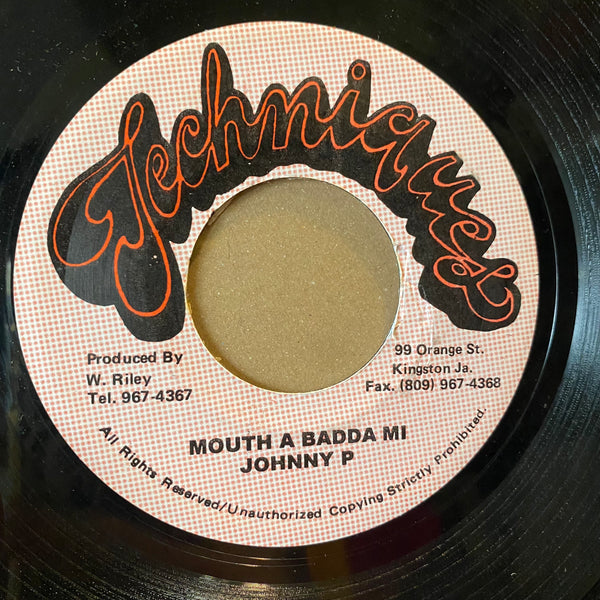 Techniques
Produced By
W. Riley
Tel. 967-4367
99 Orange St.
Kingston Ja.
Fax. (809) 967-4368
MOUTH A BADDA MI
JOHNNY P
All Rights Reserved/Unauthorized Copying Strictly Prohibited.